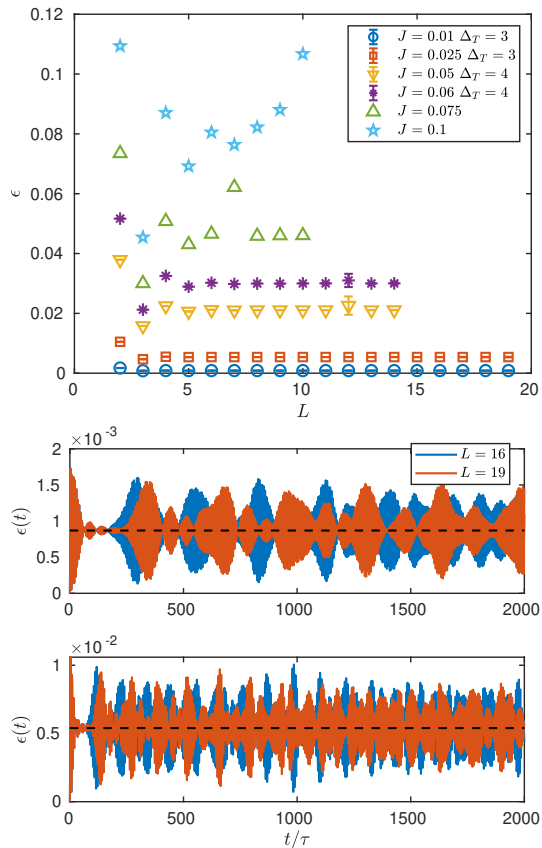 0.12
0.1
0.08
0.06
0.04
0.02
0
ϵ
J = 0.01 Δ_T = 3
J = 0.025 Δ_T = 3
J = 0.05 Δ_T = 4
J = 0.06 Δ_T = 4
J = 0.075
J = 0.1
0 5 10 15 20
L
×10^-3
2
1.5
1
0.5
0
ϵ(t)
L = 16
L = 19
0 500 1000 1500 2000
×10^-2
1
0.5
0
ϵ(t)
0 500 1000 1500 2000
t/τ